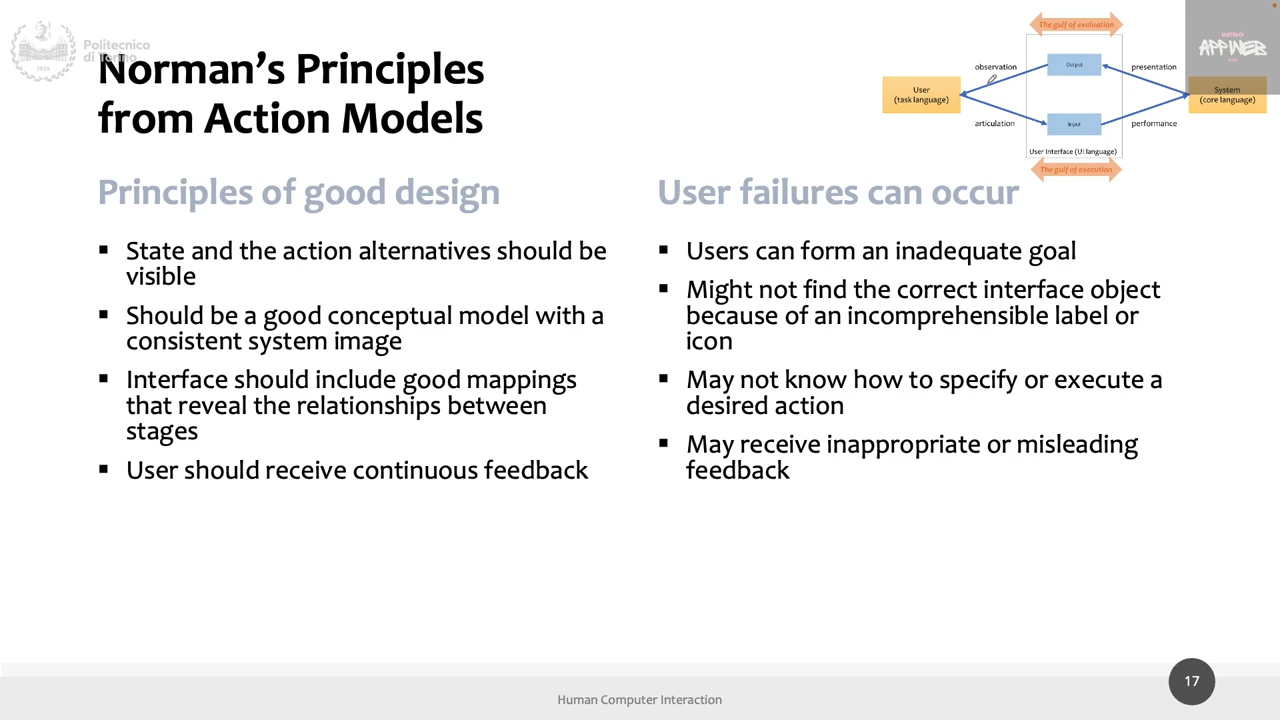 Politecnico
di Torino
1859
Norman's Principles
from Action Models
The gulf of evaluation
observation
Output
presentation
User
(task language)
System
(core language)
articulation
Input
performance
User Interface (UI language)
The gulf of execution
INTRO
APPWEB
Principles of good design
▪ State and the action alternatives should be
visible
▪ Should be a good conceptual model with a
consistent system image
▪ Interface should include good mappings
that reveal the relationships between
stages
▪ User should receive continuous feedback
User failures can occur
▪ Users can form an inadequate goal
▪ Might not find the correct interface object
because of an incomprehensible label or
icon
▪ May not know how to specify or execute a
desired action
▪ May receive inappropriate or misleading
feedback
Human Computer Interaction
17